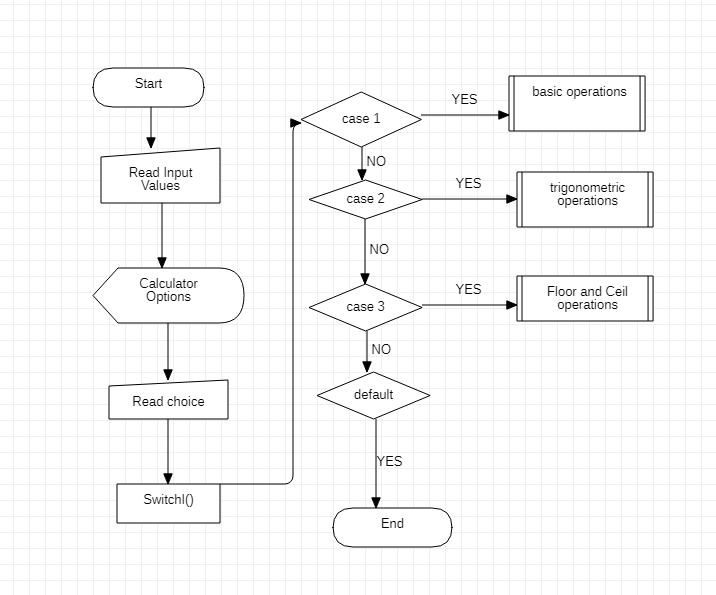 Start
Read Input
Values
Calculator
Options
Read choice
SwitchI()
case 1
YES
basic operations
NO
case 2
YES
trigonometric
operations
NO
case 3
YES
Floor and Ceil
operations
NO
default
YES
End